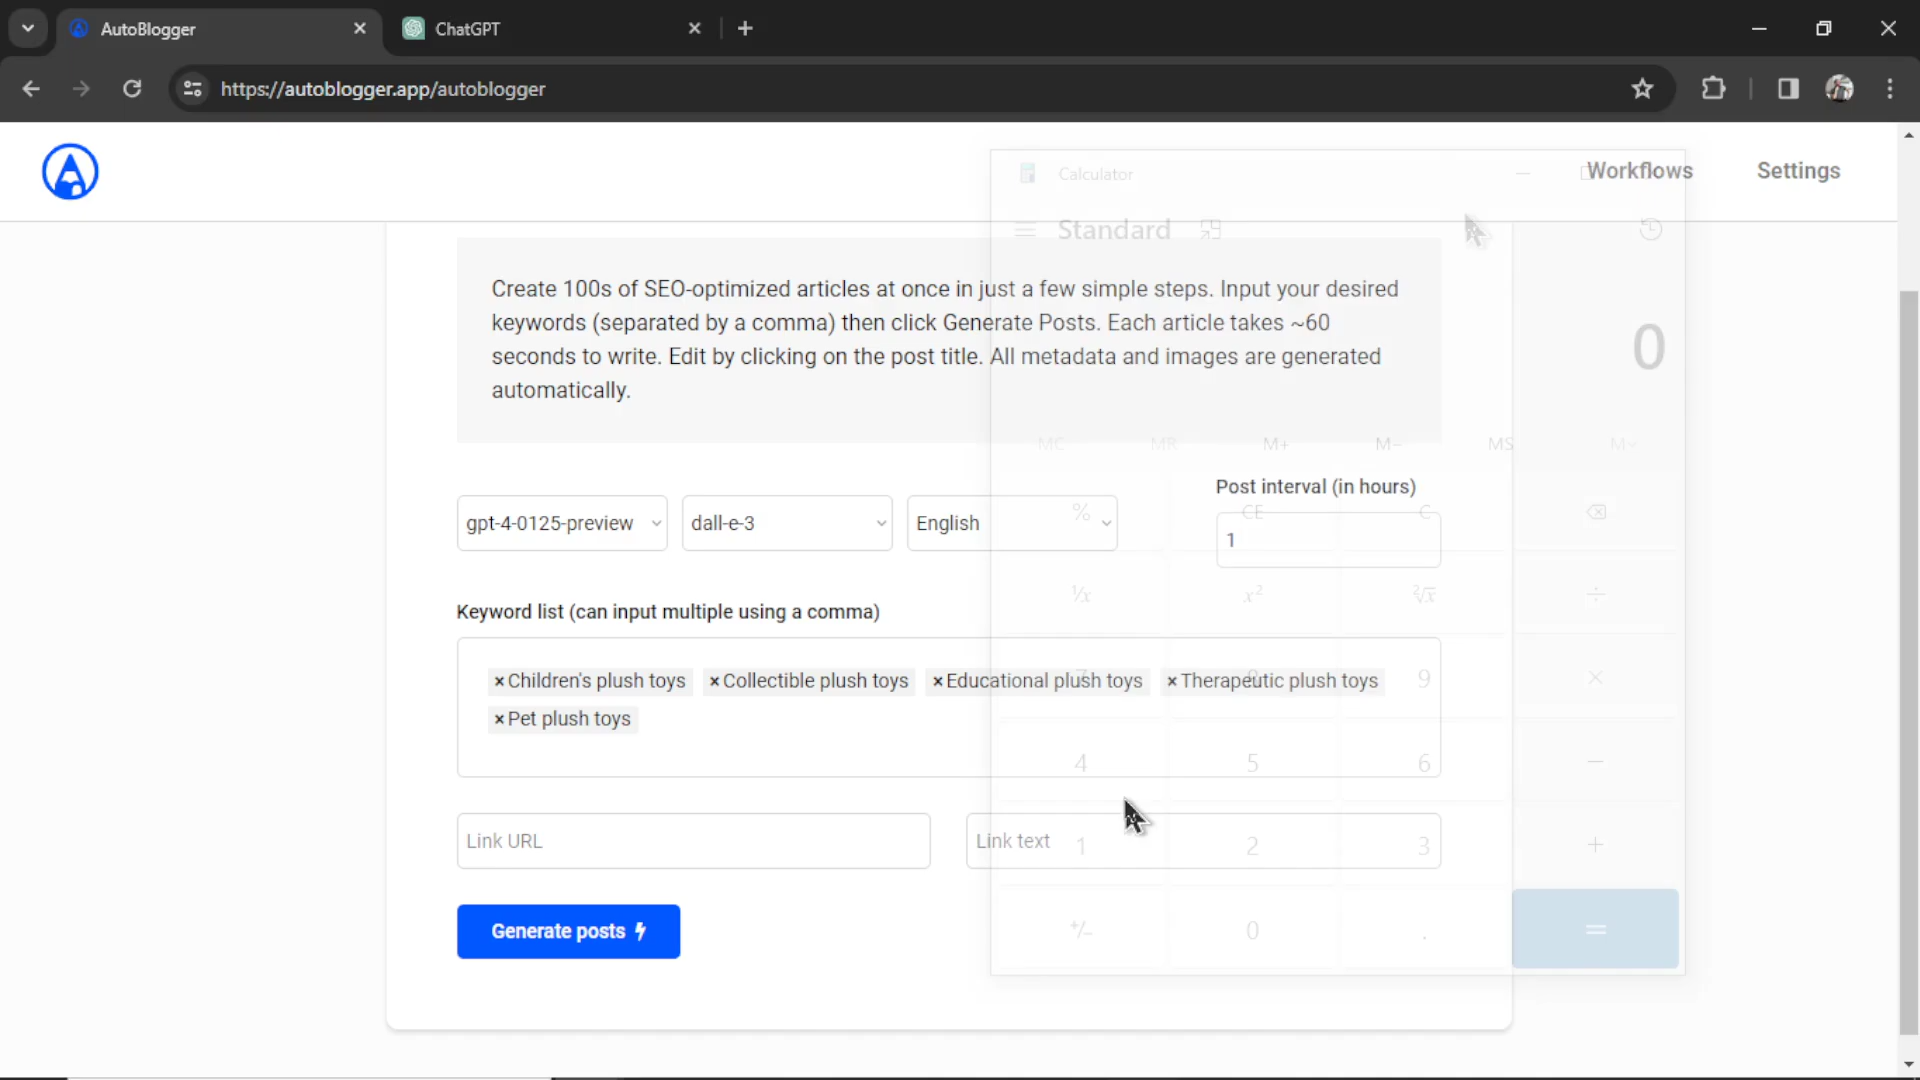 AutoBlogger
ChatGPT
https://autoblogger.app/autoblogger
Workflows
Settings
Calculator
Standard
0
Create 100s of SEO-optimized articles at once in just a few simple steps. Input your desired
keywords (separated by a comma) then click Generate Posts. Each article takes ~60
seconds to write. Edit by clicking on the post title. All metadata and images are generated
automatically.
MC MR M+ M− MS M˅
Post interval (in hours)
gpt-4-0125-preview
dall-e-3
English
1
% CE C
⅟x x² ²√x ÷
Keyword list (can input multiple using a comma)
×Children's plush toys ×Collectible plush toys ×Educational plush toys ×Therapeutic plush toys
×Pet plush toys
7 8 9 ×
4 5 6 −
Link URL
Link text
1 2 3 +
Generate posts
+/− 0 . =